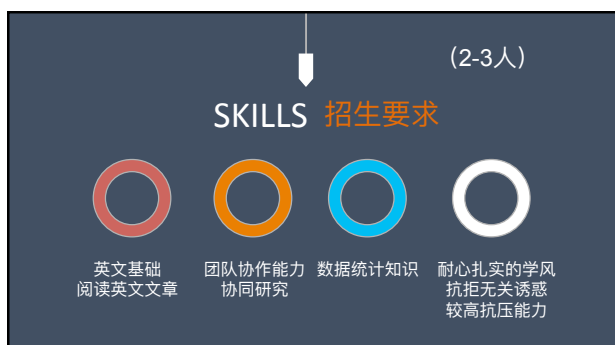 (2-3人)
SKILLS 招生要求
英文基础
阅读英文文章
团队协作能力
协同研究
数据统计知识
耐心扎实的学风
抗拒无关诱惑
较高抗压能力